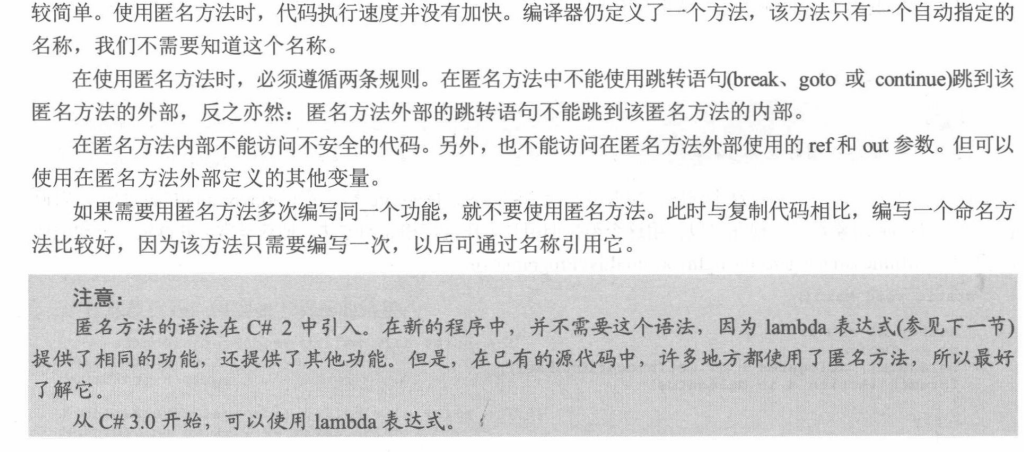 较简单。使用匿名方法时，代码执行速度并没有加快。编译器仍定义了一个方法，该方法只有一个自动指定的
名称，我们不需要知道这个名称。
在使用匿名方法时，必须遵循两条规则。在匿名方法中不能使用跳转语句(break、goto 或 continue)跳到该
匿名方法的外部，反之亦然：匿名方法外部的跳转语句不能跳到该匿名方法的内部。
在匿名方法内部不能访问不安全的代码。另外，也不能访问在匿名方法外部使用的 ref 和 out 参数。但可以
使用在匿名方法外部定义的其他变量。
如果需要用匿名方法多次编写同一个功能，就不要使用匿名方法。此时与复制代码相比，编写一个命名方
法比较好，因为该方法只需要编写一次，以后可通过名称引用它。
注意：
匿名方法的语法在 C# 2 中引入。在新的程序中，并不需要这个语法，因为 lambda 表达式(参见下一节)
提供了相同的功能，还提供了其他功能。但是，在已有的源代码中，许多地方都使用了匿名方法，所以最好
了解它。
从 C# 3.0 开始，可以使用 lambda 表达式。